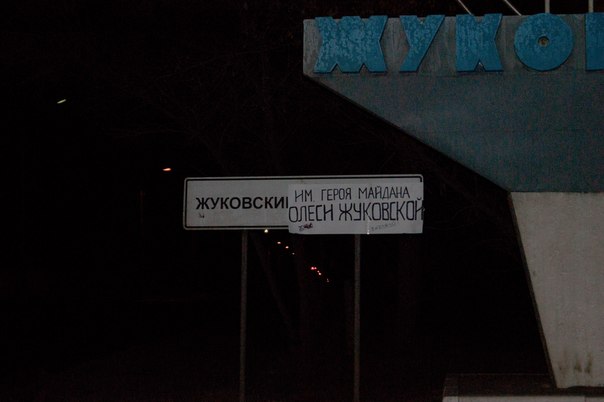 ЖУКОВ
ЖУКОВСКИЙ
ИМ. ГЕРОЯ МАЙДАНА
ОЛЕСИ ЖУКОВСКОЙ